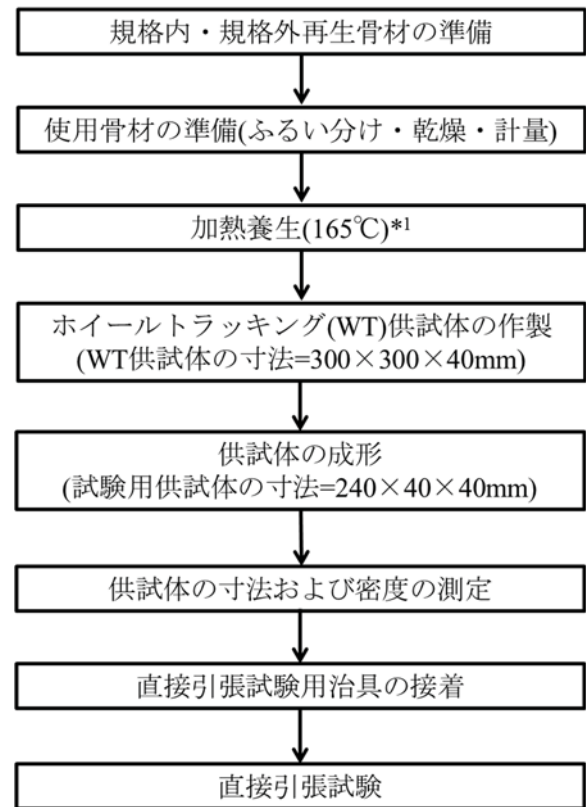 規格内・規格外再生骨材の準備
使用骨材の準備(ふるい分け・乾燥・計量)
加熱養生(165℃)*1
ホイールトラッキング(WT)供試体の作製
(WT供試体の寸法=300×300×40mm)
供試体の成形
(試験用供試体の寸法=240×40×40mm)
供試体の寸法および密度の測定
直接引張試験用治具の接着
直接引張試験